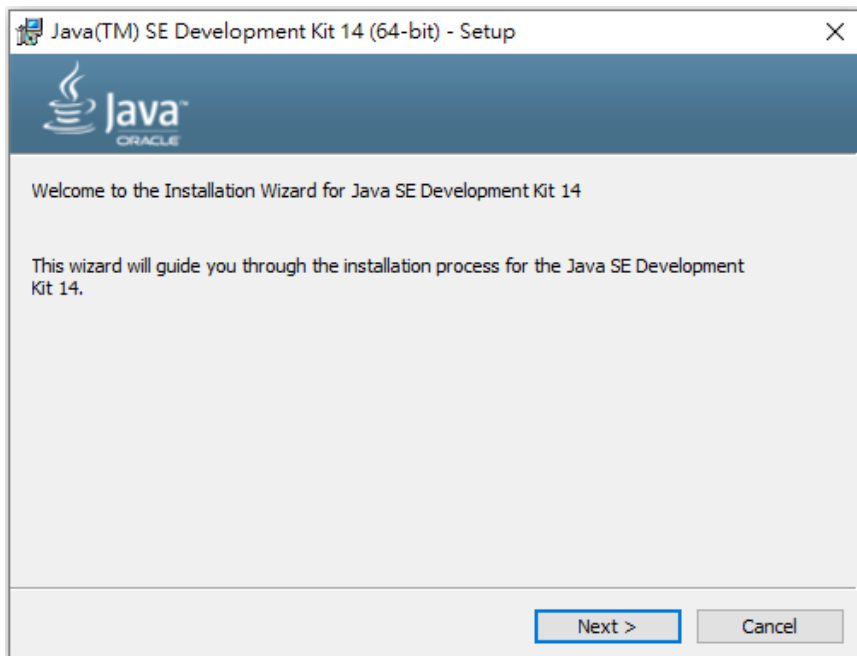 Java(TM) SE Development Kit 14 (64-bit) - Setup
Java™
ORACLE
Welcome to the Installation Wizard for Java SE Development Kit 14
This wizard will guide you through the installation process for the Java SE Development
Kit 14.
Next >
Cancel